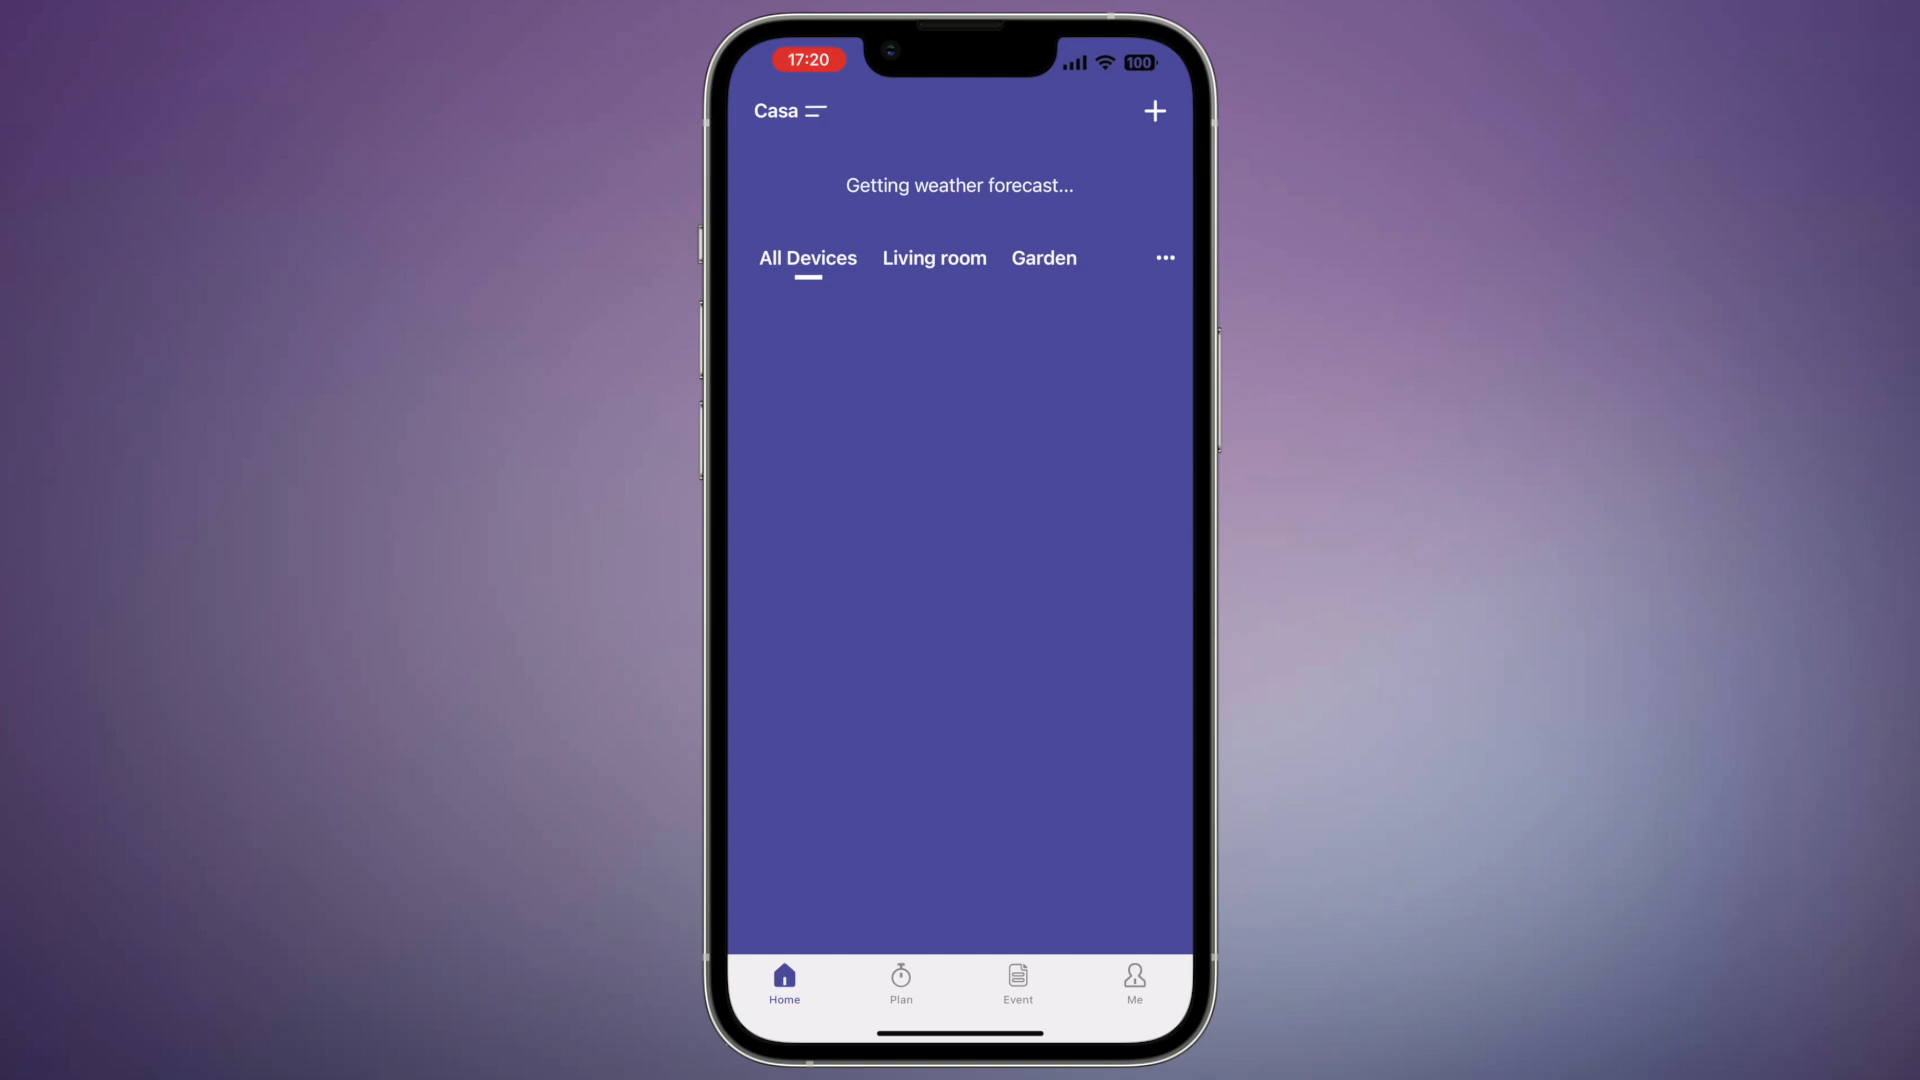 17:20
100
Casa
Getting weather forecast...
All Devices Living room Garden
Home Plan Event Me